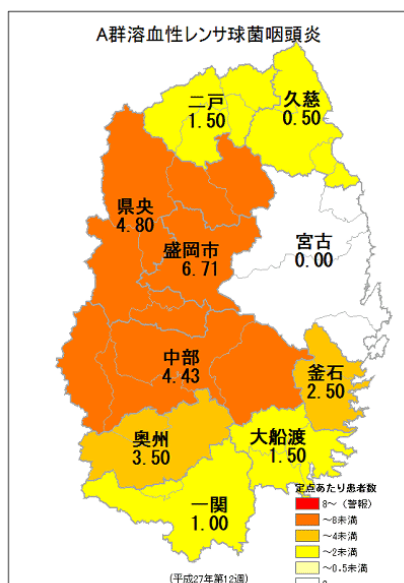 A群溶血性レンサ球菌咽頭炎
二戸
1.50
久慈
0.50
県央
4.80
盛岡市
6.71
宮古
0.00
中部
4.43
釜石
2.50
奥州
3.50
大船渡
1.50
一関
1.00
定点あたり患者数
8～（警報）
～8未満
～4未満
～2未満
～0.5未満
(平成27年第12週)